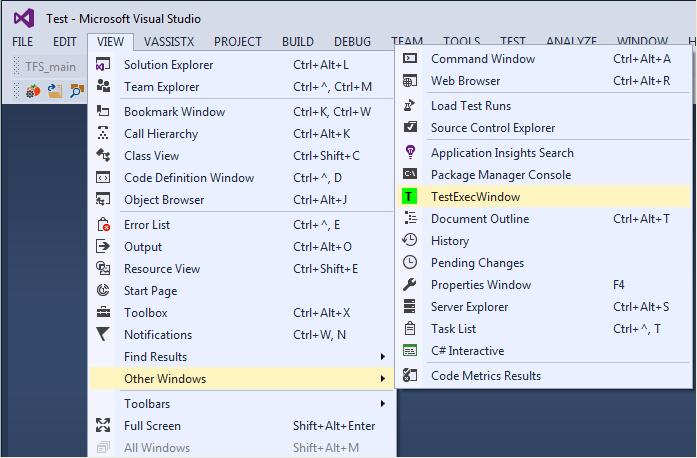 Test - Microsoft Visual Studio
FILE EDIT VIEW VASSISTX PROJECT BUILD DEBUG TEAM TOOLS TEST ANALYZE WINDOW H
TFS_main
Solution Explorer Ctrl+Alt+L
Team Explorer Ctrl+^, Ctrl+M
Bookmark Window Ctrl+K, Ctrl+W
Call Hierarchy Ctrl+Alt+K
Class View Ctrl+Shift+C
Code Definition Window Ctrl+^, D
Object Browser Ctrl+Alt+J
Error List Ctrl+^, E
Output Ctrl+Alt+O
Resource View Ctrl+Shift+E
Start Page
Toolbox Ctrl+Alt+X
Notifications Ctrl+W, N
Find Results
Other Windows
Toolbars
Full Screen Shift+Alt+Enter
All Windows Shift+Alt+M
Command Window Ctrl+Alt+A
Web Browser Ctrl+Alt+R
Load Test Runs
Source Control Explorer
Application Insights Search
C:\ Package Manager Console
T TestExecWindow
Document Outline Ctrl+Alt+T
History
Pending Changes
Properties Window F4
Server Explorer Ctrl+Alt+S
Task List Ctrl+^, T
C# Interactive
Code Metrics Results